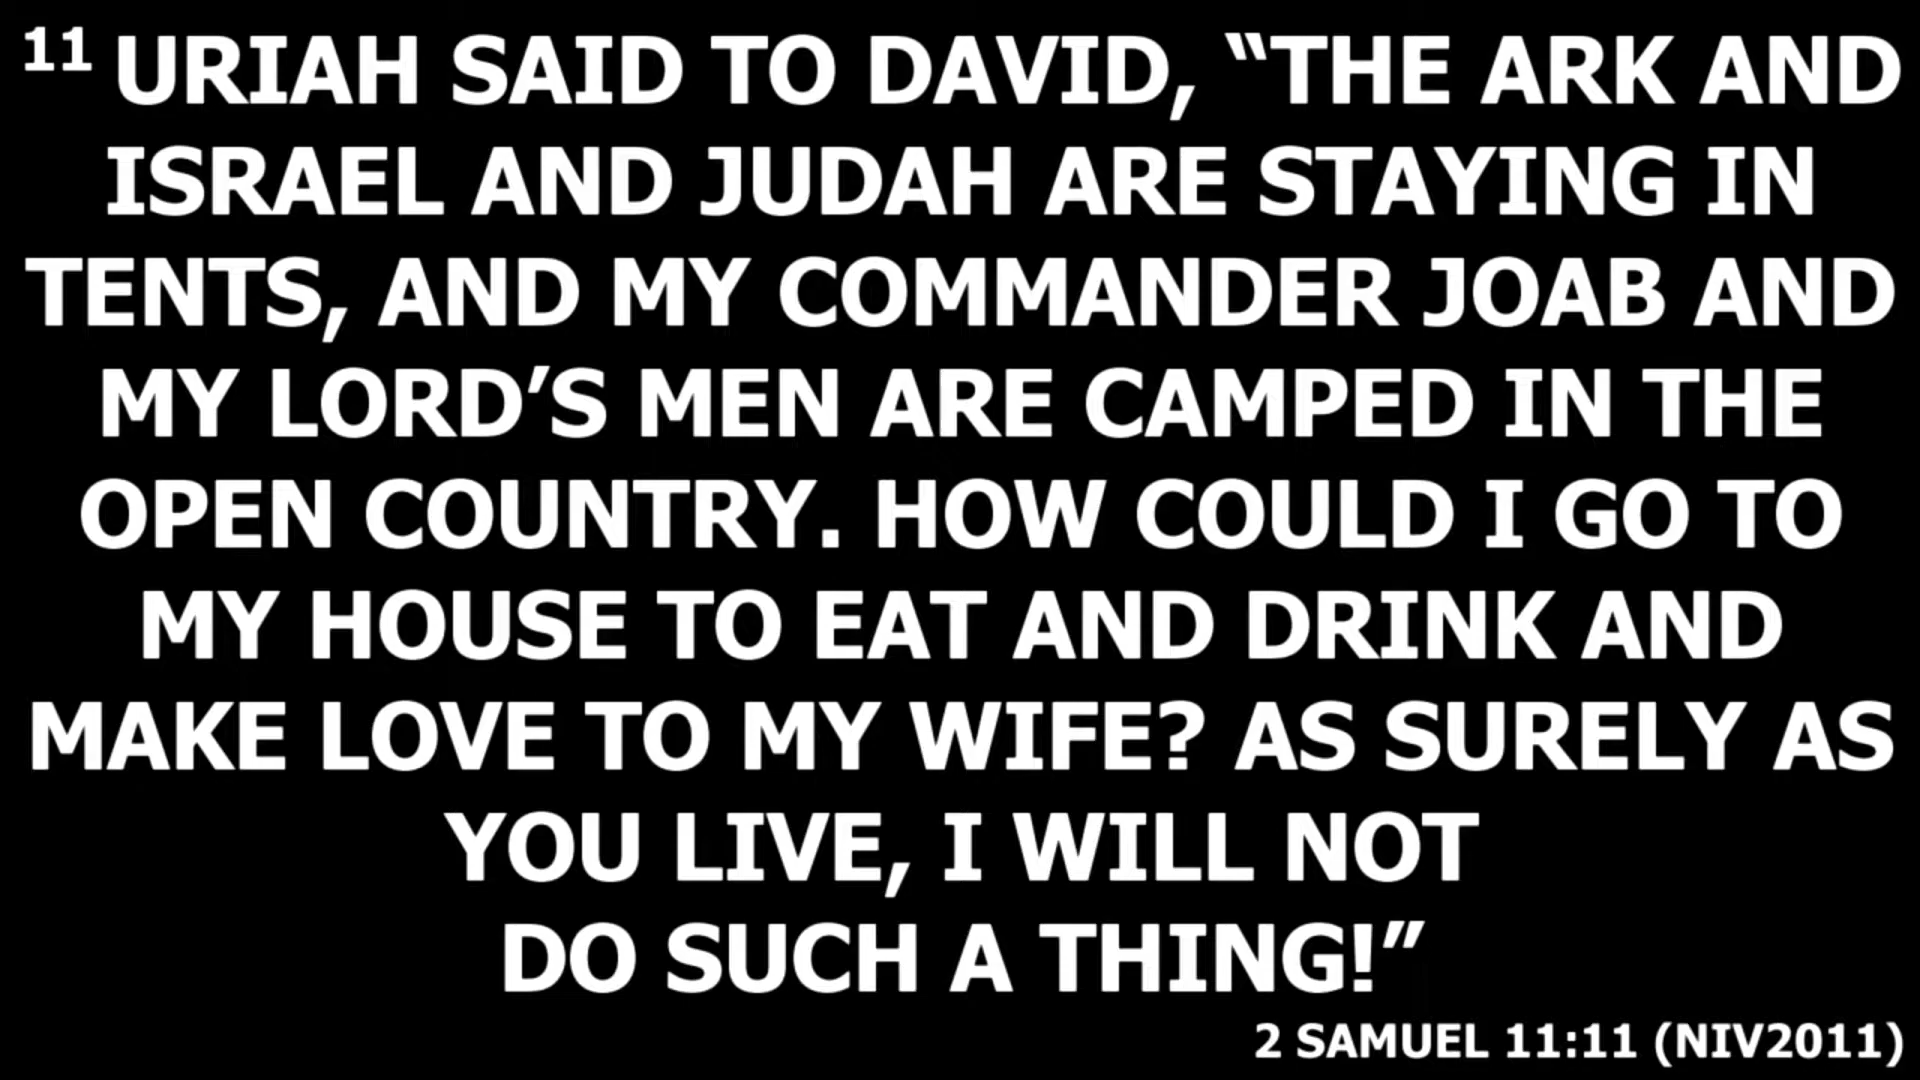 11 URIAH SAID TO DAVID, “THE ARK AND
ISRAEL AND JUDAH ARE STAYING IN
TENTS, AND MY COMMANDER JOAB AND
MY LORD’S MEN ARE CAMPED IN THE
OPEN COUNTRY. HOW COULD I GO TO
MY HOUSE TO EAT AND DRINK AND
MAKE LOVE TO MY WIFE? AS SURELY AS
YOU LIVE, I WILL NOT
DO SUCH A THING!”
2 SAMUEL 11:11 (NIV2011)